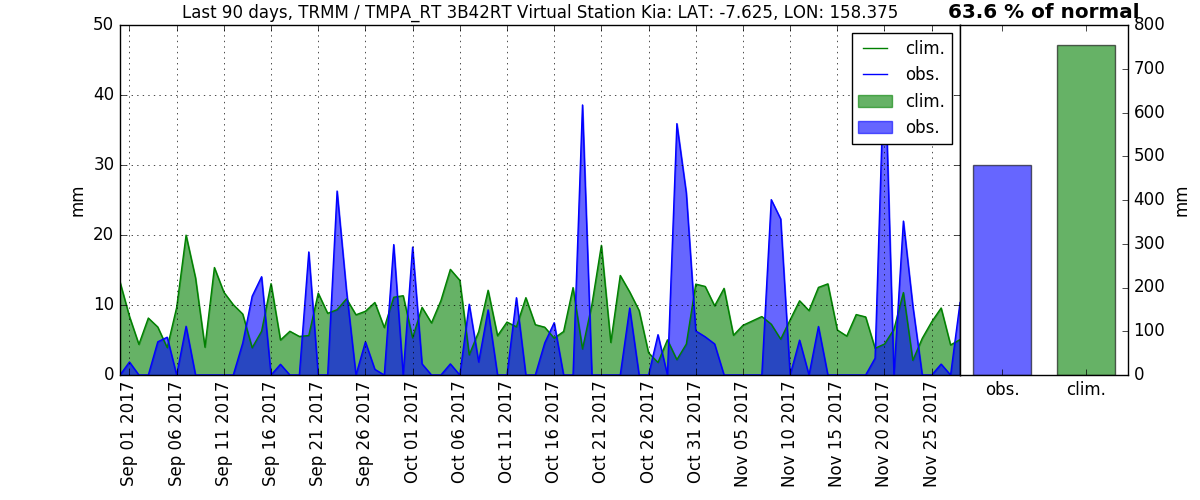 Last 90 days, TRMM / TMPA_RT 3B42RT Virtual Station Kia: LAT: -7.625, LON: 158.375
63.6 % of normal
50
40
30
20
10
0
mm
clim.
obs.
clim.
obs.
Sep 01 2017
Sep 06 2017
Sep 11 2017
Sep 16 2017
Sep 21 2017
Sep 26 2017
Oct 01 2017
Oct 06 2017
Oct 11 2017
Oct 16 2017
Oct 21 2017
Oct 26 2017
Oct 31 2017
Nov 05 2017
Nov 10 2017
Nov 15 2017
Nov 20 2017
Nov 25 2017
800
700
600
500
400
300
200
100
0
mm
obs.
clim.